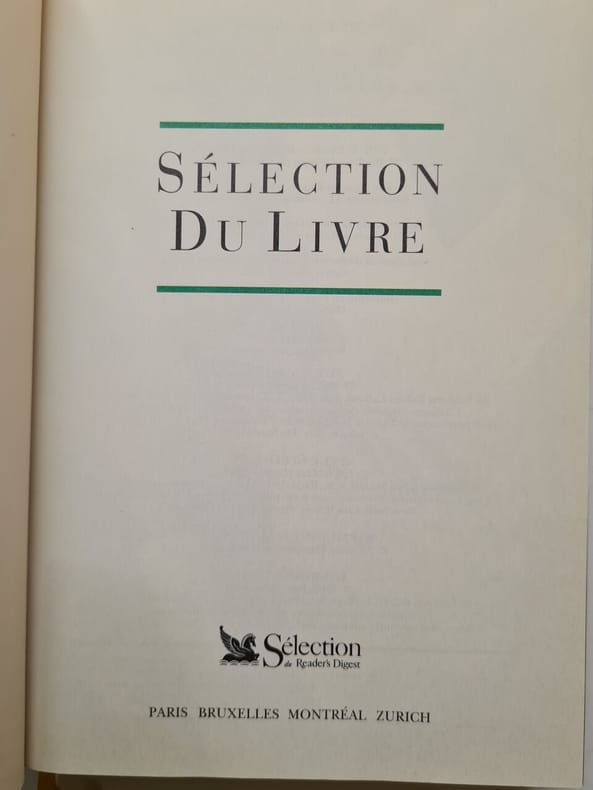 SÉLECTION
DU LIVRE
Sélection
du Reader's Digest
PARIS BRUXELLES MONTRÉAL ZURICH